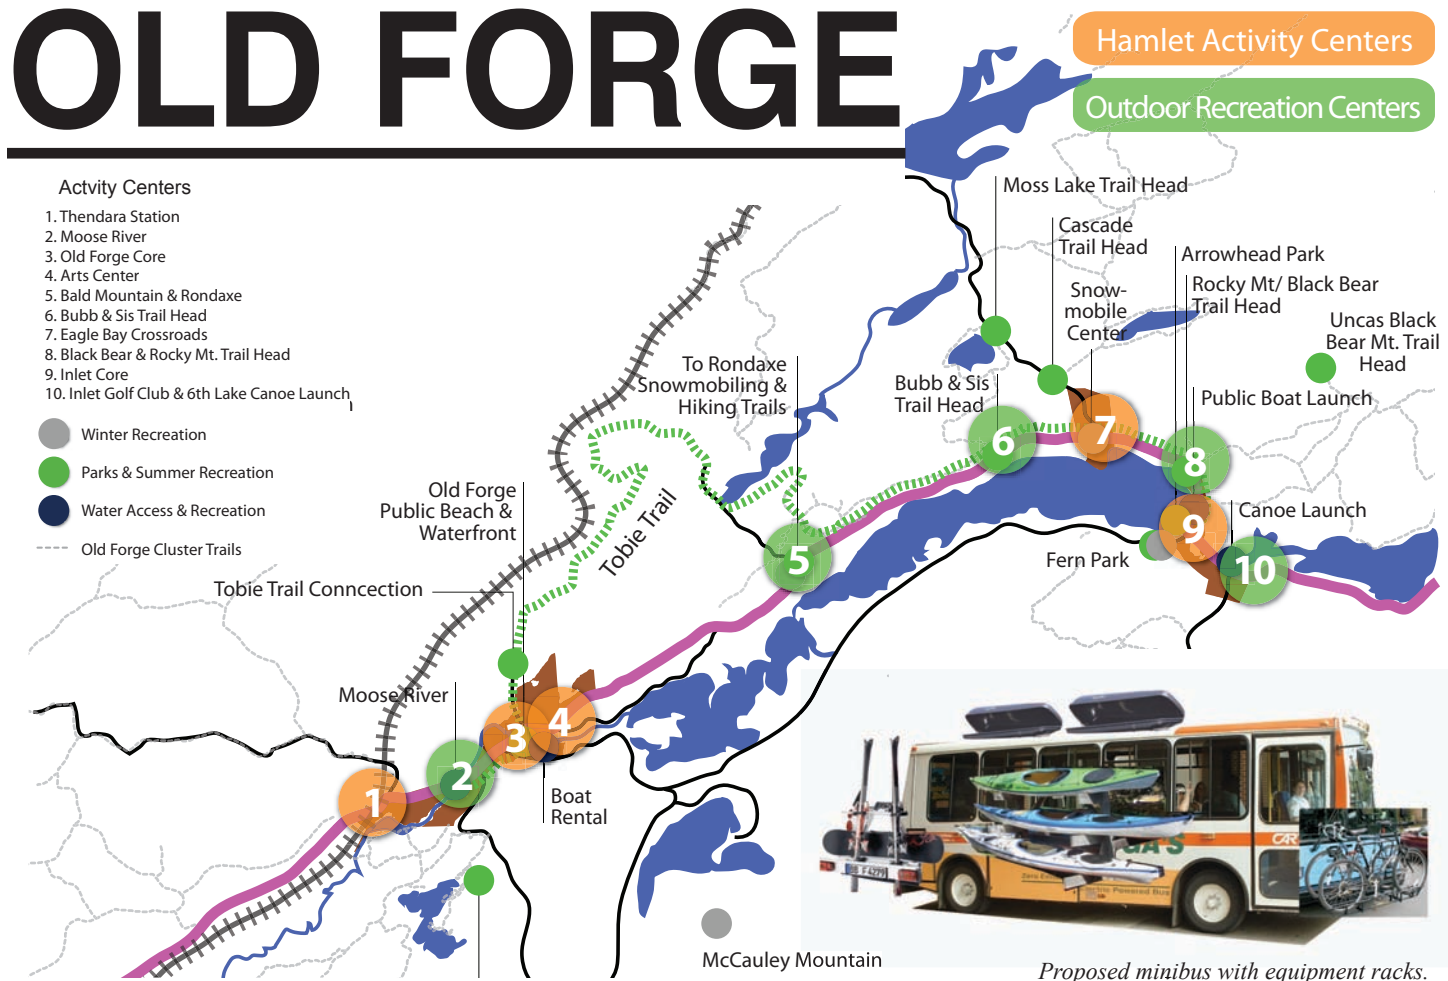 OLD FORGE
Hamlet Activity Centers
Outdoor Recreation Centers
Actvity Centers
1. Thendara Station
2. Moose River
3. Old Forge Core
4. Arts Center
5. Bald Mountain & Rondaxe
6. Bubb & Sis Trail Head
7. Eagle Bay Crossroads
8. Black Bear & Rocky Mt. Trail Head
9. Inlet Core
10. Inlet Golf Club & 6th Lake Canoe Launch
Winter Recreation
Parks & Summer Recreation
Water Access & Recreation
Old Forge Cluster Trails
Moss Lake Trail Head
Cascade
Trail Head
Arrowhead Park
Rocky Mt/ Black Bear
Trail Head
Snow-
mobile
Center
Uncas Black
Bear Mt. Trail
Head
To Rondaxe
Snowmobiling &
Hiking Trails
Bubb & Sis
Trail Head
Public Boat Launch
7
6
8
Old Forge
Public Beach &
Waterfront
Tobie Trail
Canoe Launch
9
Fern Park
5
10
Tobie Trail Conncection
Moose River
4
3
2
1
Boat
Rental
McCauley Mountain
CAR
F 4279
Proposed minibus with equipment racks.